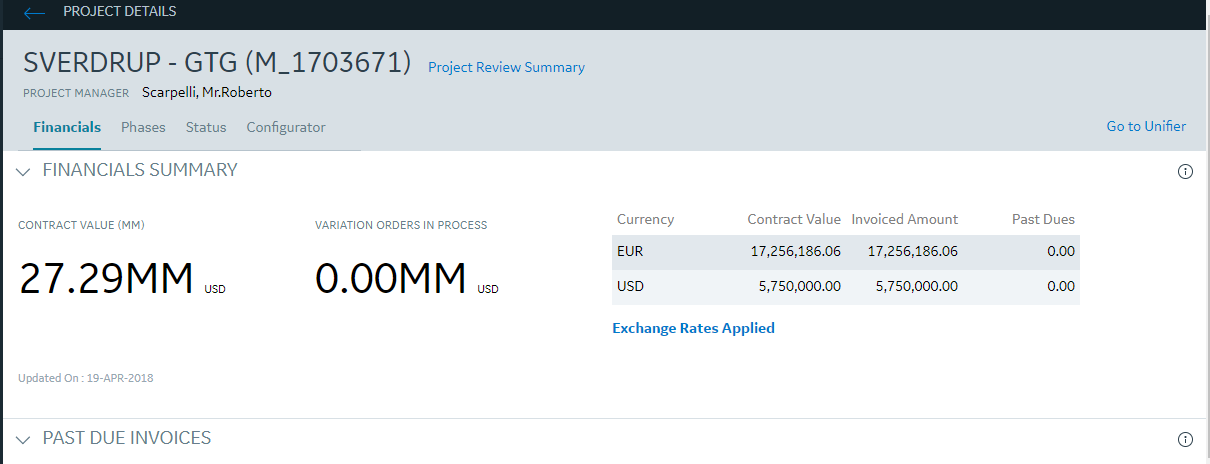 PROJECT DETAILS
SVERDRUP - GTG (M_1703671) Project Review Summary
PROJECT MANAGER Scarpelli, Mr.Roberto
Financials Phases Status Configurator Go to Unifier
FINANCIALS SUMMARY
CONTRACT VALUE (MM) VARIATION ORDERS IN PROCESS
27.29MM USD 0.00MM USD
Currency Contract Value Invoiced Amount Past Dues
EUR 17,256,186.06 17,256,186.06 0.00
USD 5,750,000.00 5,750,000.00 0.00
Exchange Rates Applied
Updated On : 19-APR-2018
PAST DUE INVOICES